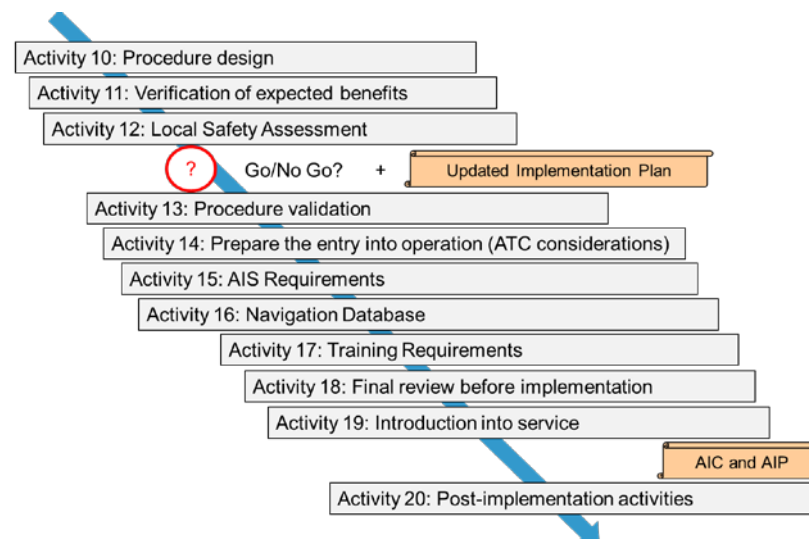 Activity 10: Procedure design
Activity 11: Verification of expected benefits
Activity 12: Local Safety Assessment
? Go/No Go? + Updated Implementation Plan
Activity 13: Procedure validation
Activity 14: Prepare the entry into operation (ATC considerations)
Activity 15: AIS Requirements
Activity 16: Navigation Database
Activity 17: Training Requirements
Activity 18: Final review before implementation
Activity 19: Introduction into service
AIC and AIP
Activity 20: Post-implementation activities